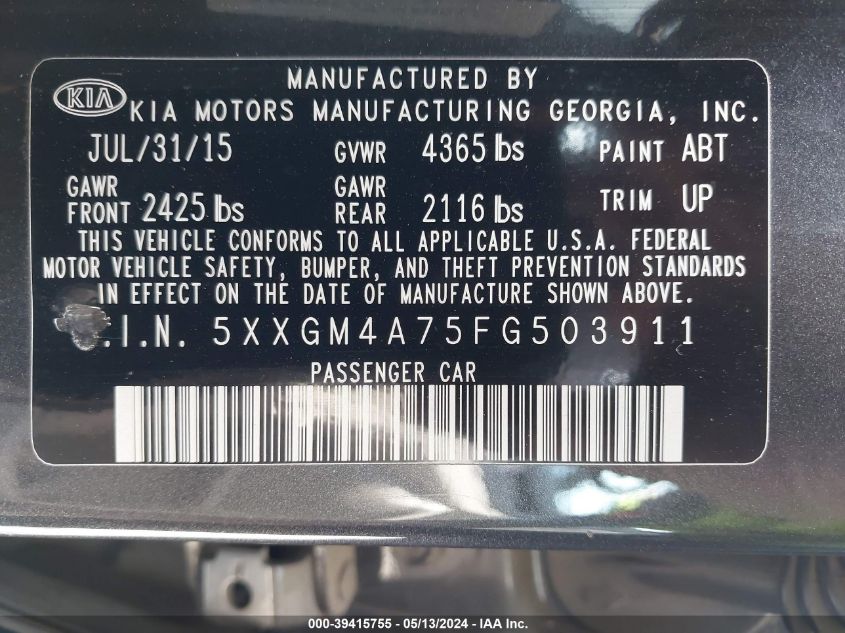 MANUFACTURED BY
KIA
KIA MOTORS MANUFACTURING GEORGIA, INC.
JUL/31/15 GVWR 4365 lbs PAINT ABT
GAWR FRONT 2425 lbs GAWR REAR 2116 lbs TRIM UP
THIS VEHICLE CONFORMS TO ALL APPLICABLE U.S.A. FEDERAL
MOTOR VEHICLE SAFETY, BUMPER, AND THEFT PREVENTION STANDARDS
IN EFFECT ON THE DATE OF MANUFACTURE SHOWN ABOVE.
.I.N. 5XXGM4A75FG503911
PASSENGER CAR
000-39415755 - 05/13/2024 - IAA Inc.